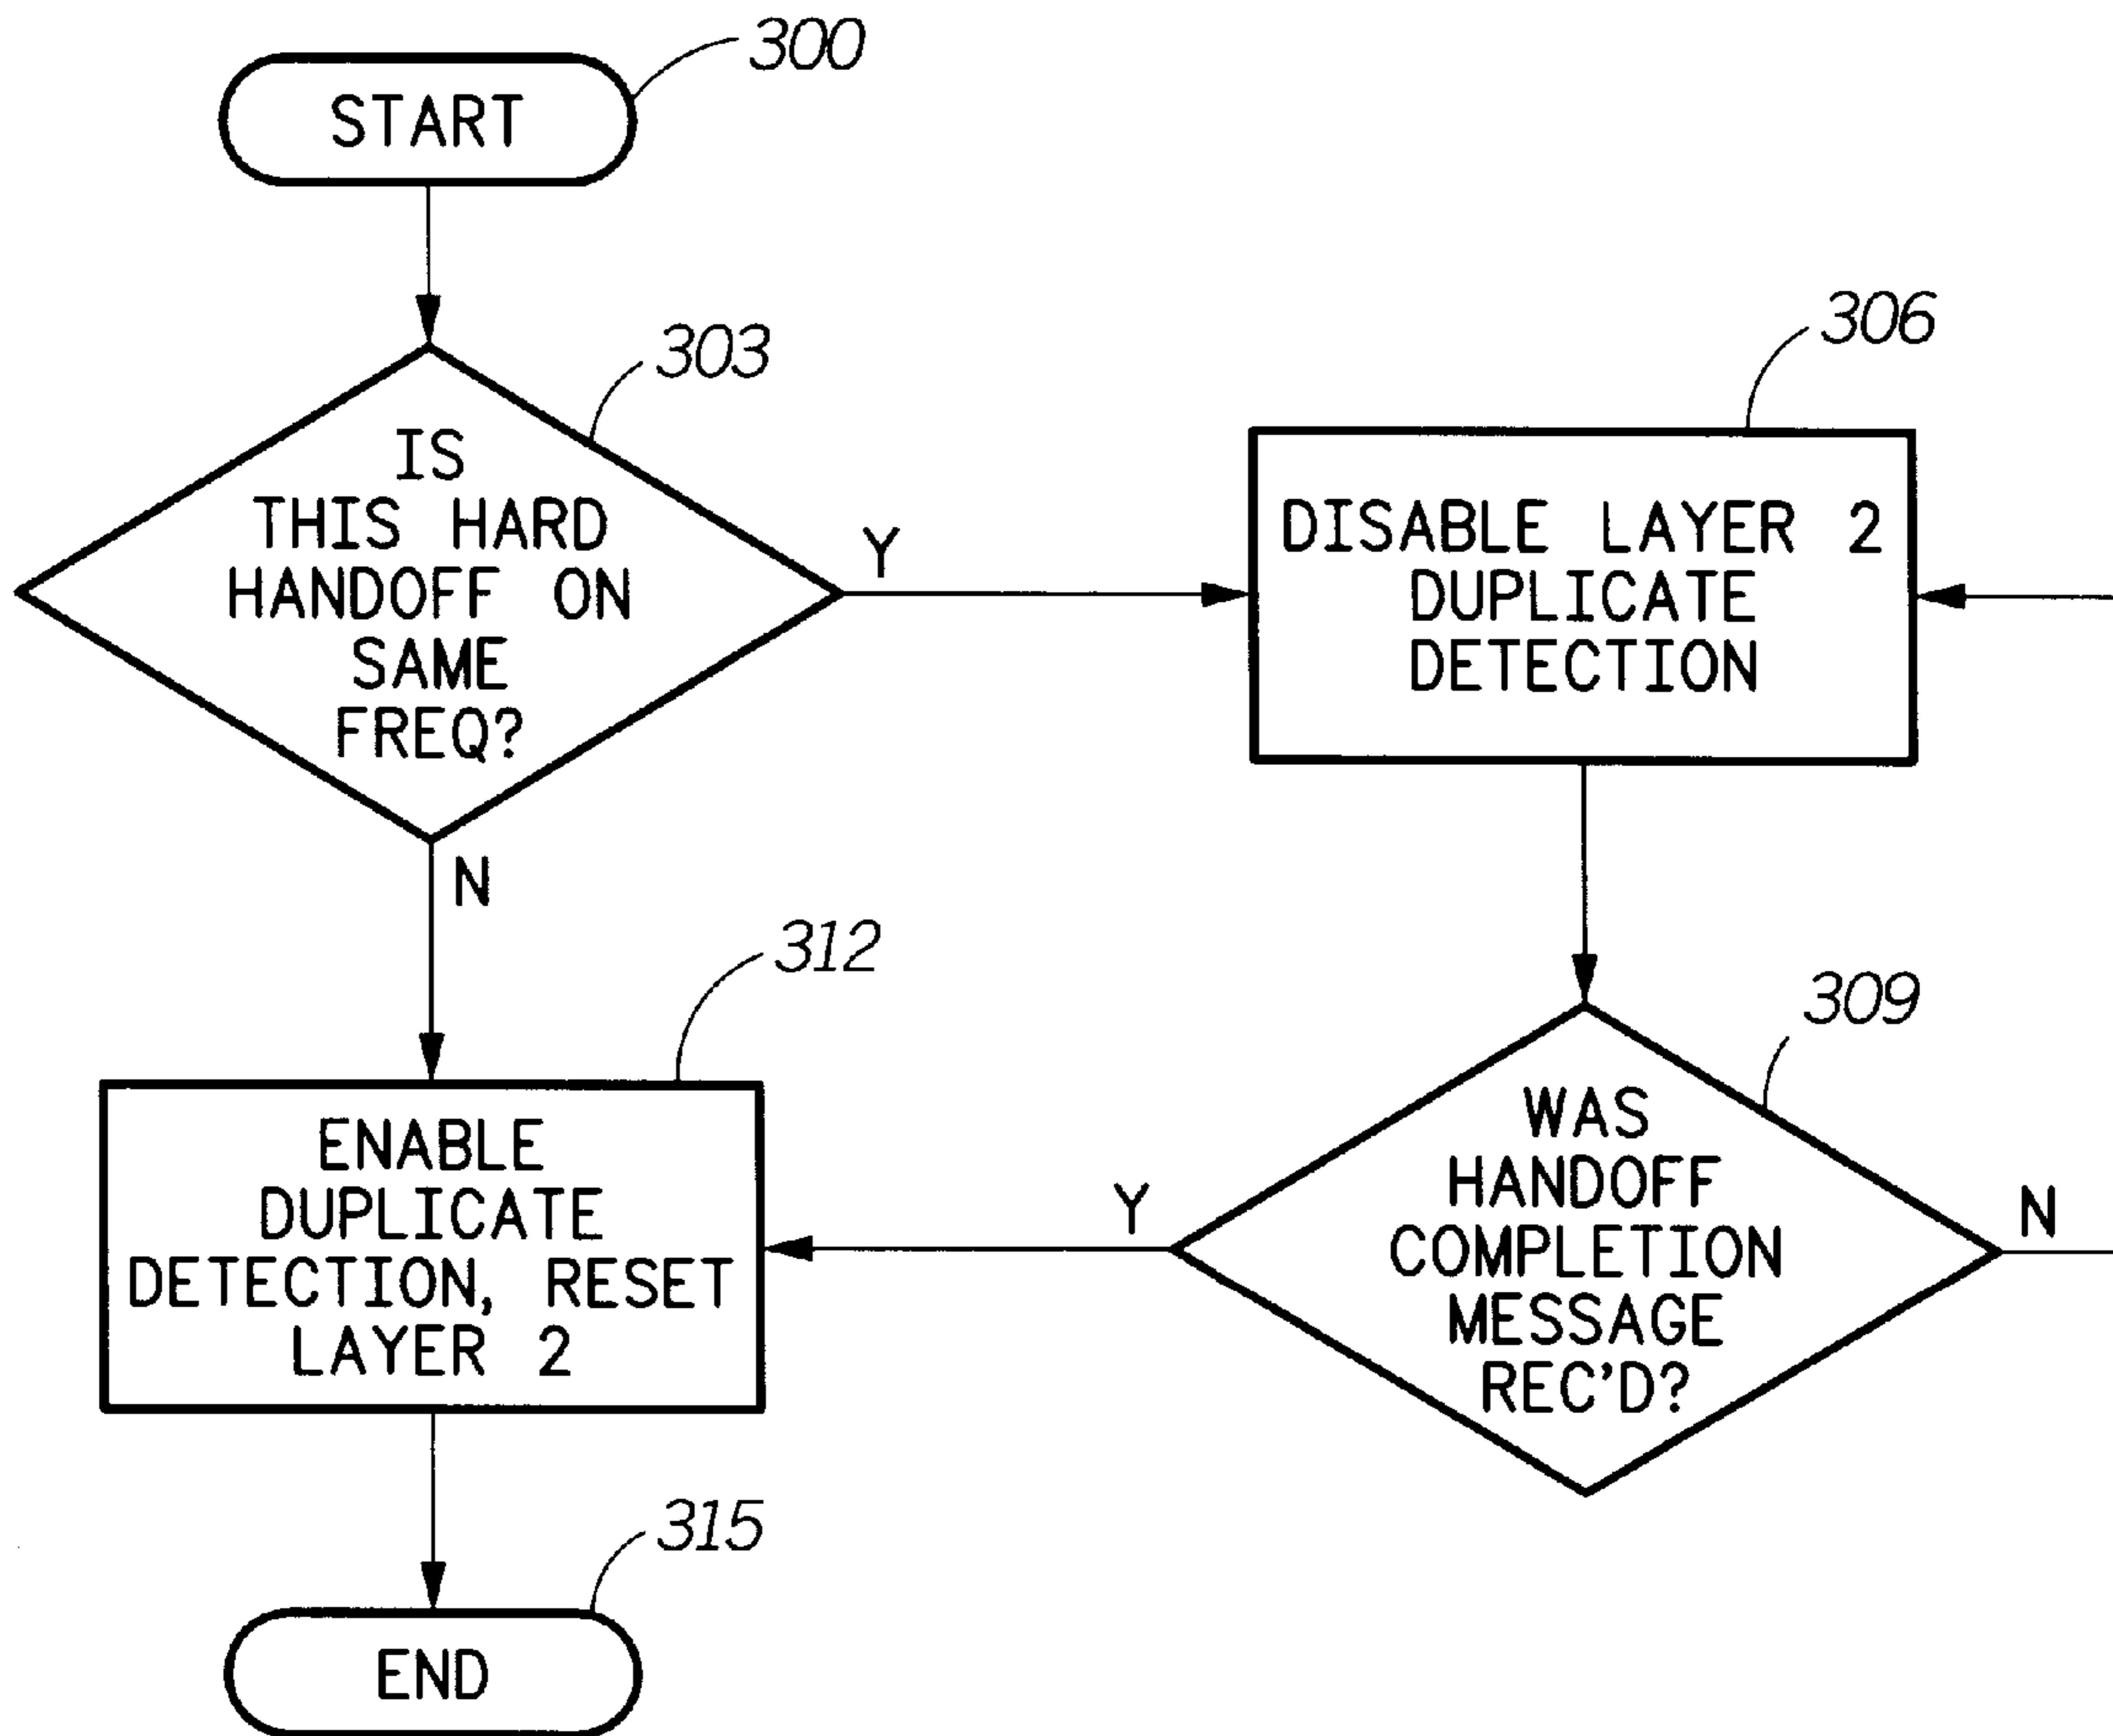 300
START
303
IS
THIS HARD
HANDOFF ON
SAME
FREQ?
Y
N
306
DISABLE LAYER 2
DUPLICATE
DETECTION
309
WAS
HANDOFF
COMPLETION
MESSAGE
REC'D?
Y
N
312
ENABLE
DUPLICATE
DETECTION, RESET
LAYER 2
315
END